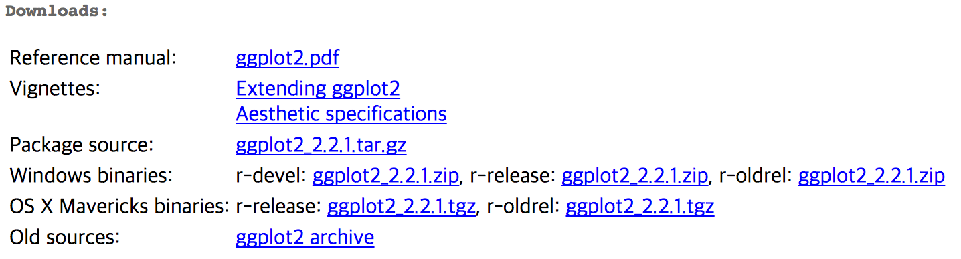 Downloads:
Reference manual: ggplot2.pdf
Vignettes: Extending ggplot2
Aesthetic specifications
Package source: ggplot2_2.2.1.tar.gz
Windows binaries: r-devel: ggplot2_2.2.1.zip, r-release: ggplot2_2.2.1.zip, r-oldrel: ggplot2_2.2.1.zip
OS X Mavericks binaries: r-release: ggplot2_2.2.1.tgz, r-oldrel: ggplot2_2.2.1.tgz
Old sources: ggplot2 archive